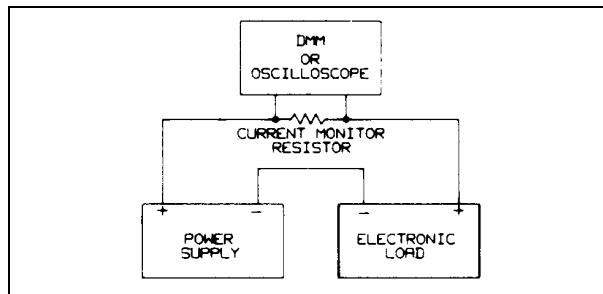 DMM
OR
OSCILLOSCOPE
CURRENT MONITOR
RESISTOR
+ − − +
POWER
SUPPLY
ELECTRONIC
LOAD